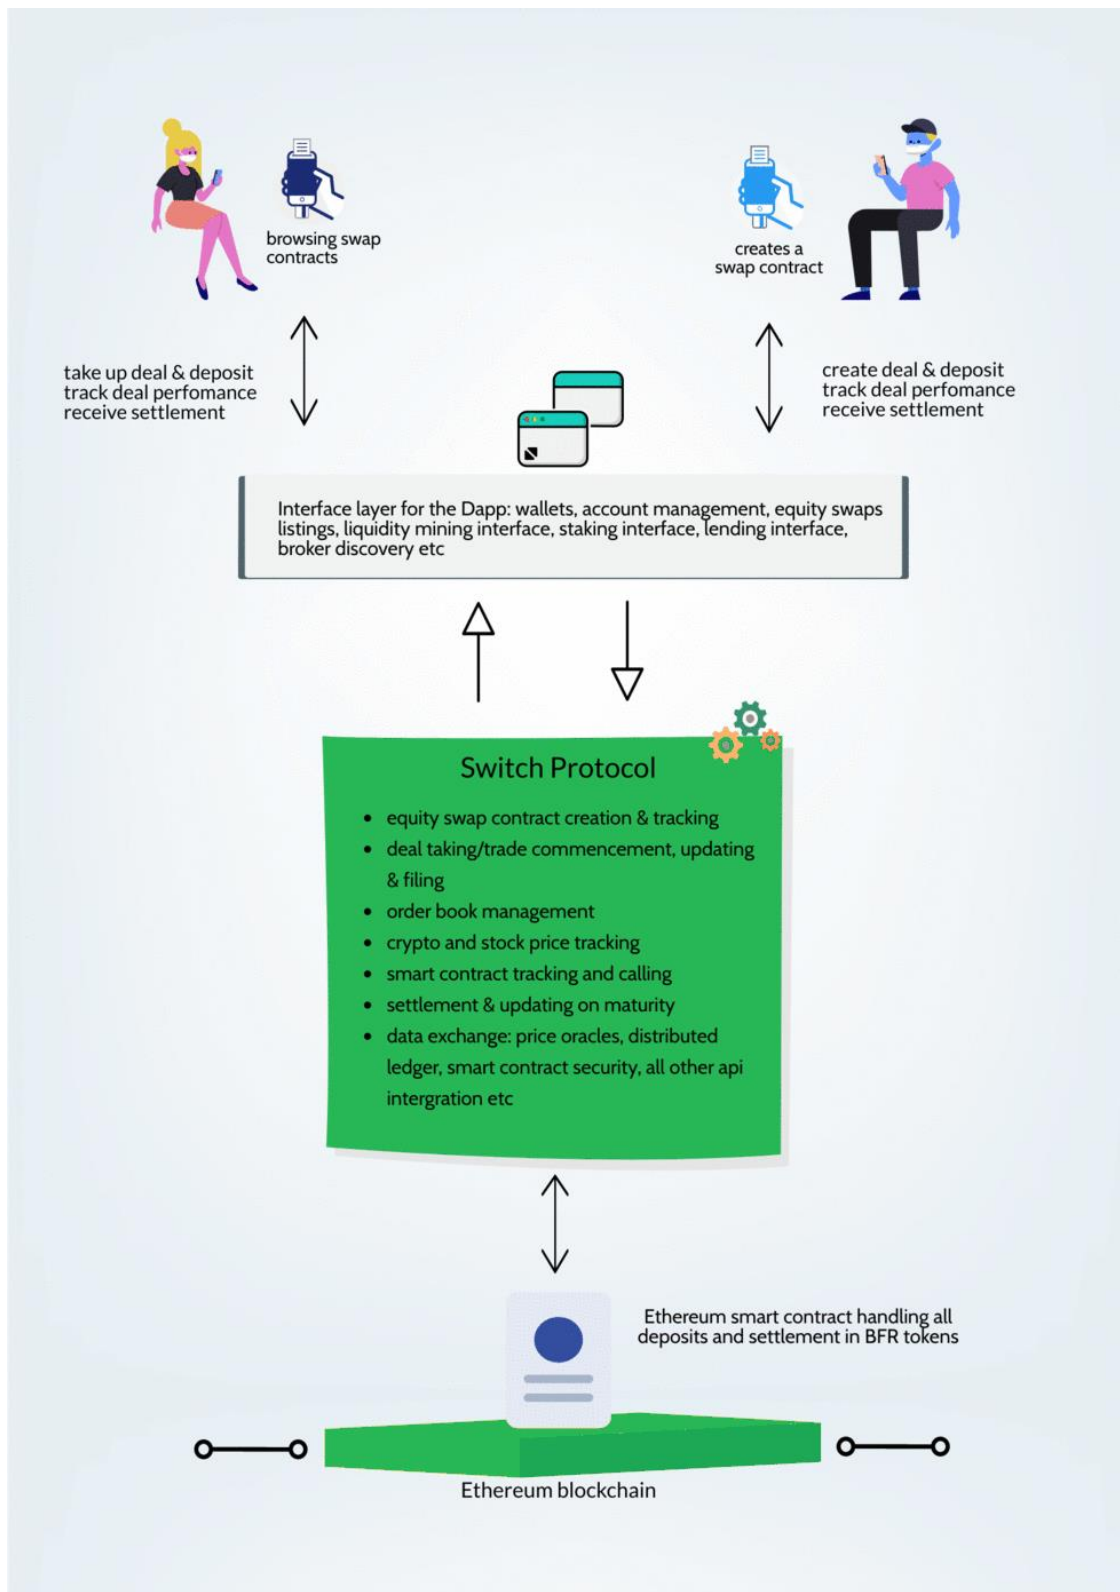 browsing swap
contracts
creates a
swap contract
take up deal & deposit
track deal perfomance
receive settlement
create deal & deposit
track deal perfomance
receive settlement
Interface layer for the Dapp: wallets, account management, equity swaps
listings, liquidity mining interface, staking interface, lending interface,
broker discovery etc
Switch Protocol
• equity swap contract creation & tracking
• deal taking/trade commencement, updating
& filing
• order book management
• crypto and stock price tracking
• smart contract tracking and calling
• settlement & updating on maturity
• data exchange: price oracles, distributed
ledger, smart contract security, all other api
intergration etc
Ethereum smart contract handling all
deposits and settlement in BFR tokens
Ethereum blockchain